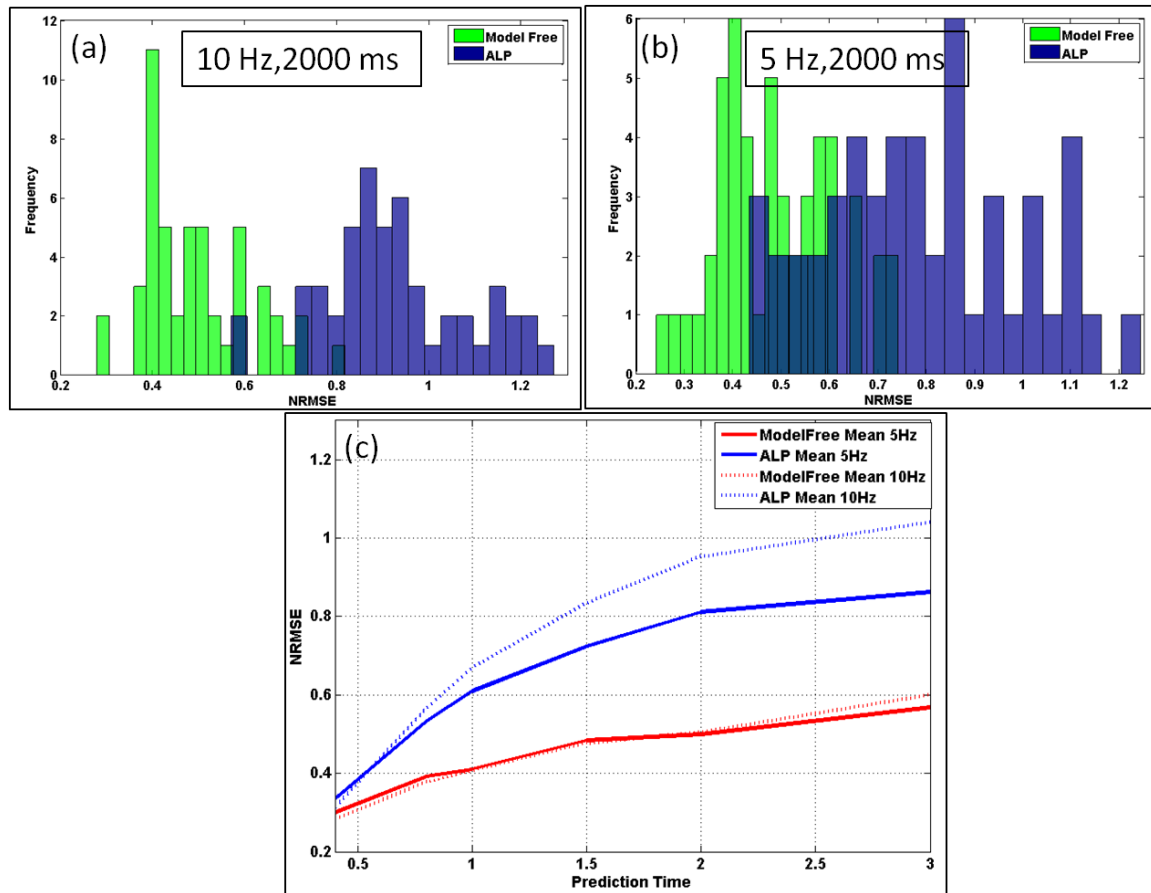 (a)
10 Hz,2000 ms
Model Free
ALP
Frequency
12
10
8
6
4
2
0
0.2 0.4 0.6 0.8 1 1.2
NRMSE
(b)
5 Hz,2000 ms
Model Free
ALP
Frequency
6
5
4
3
2
1
0
0.2 0.3 0.4 0.5 0.6 0.7 0.8 0.9 1 1.1 1.2
NRMSE
(c)
ModelFree Mean 5Hz
ALP Mean 5Hz
ModelFree Mean 10Hz
ALP Mean 10Hz
NRMSE
1.2
1
0.8
0.6
0.4
0.2
0.5 1 1.5 2 2.5 3
Prediction Time